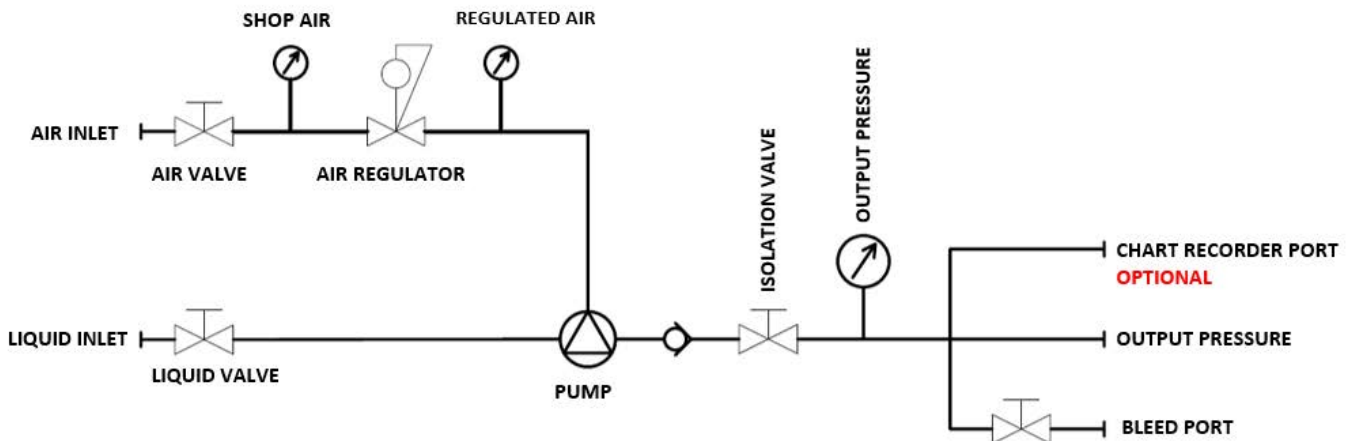 SHOP AIR
REGULATED AIR
AIR INLET
AIR VALVE
AIR REGULATOR
ISOLATION VALVE
OUTPUT PRESSURE
CHART RECORDER PORT
OPTIONAL
LIQUID INLET
OUTPUT PRESSURE
LIQUID VALVE
PUMP
BLEED PORT